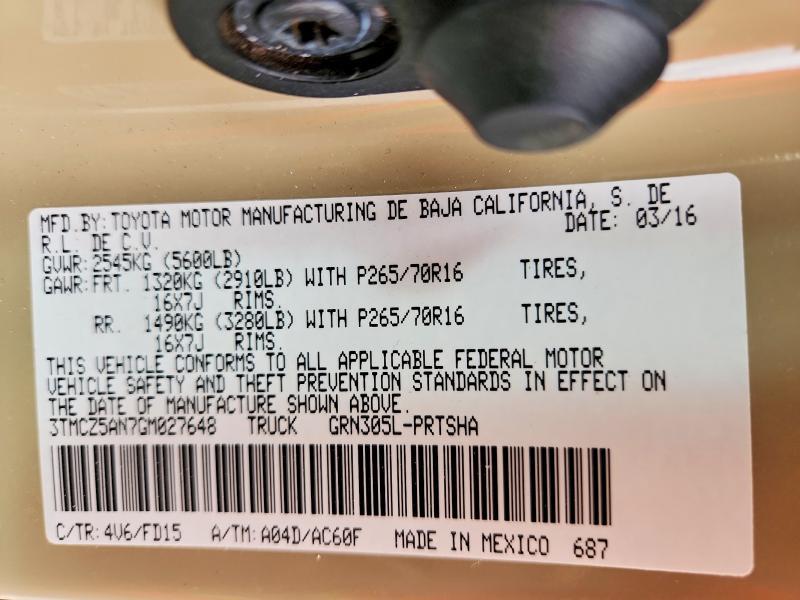 MFD. BY: TOYOTA MOTOR MANUFACTURING DE BAJA CALIFORNIA, S. DE
R.L. DE C.V. DATE: 03/16
GVWR: 2545KG (5600LB)
GAWR: FRT. 1320KG (2910LB) WITH P265/70R16 TIRES,
16X7J RIMS.
RR. 1490KG (3280LB) WITH P265/70R16 TIRES,
16X7J RIMS.
THIS VEHICLE CONFORMS TO ALL APPLICABLE FEDERAL MOTOR
VEHICLE SAFETY AND THEFT PREVENTION STANDARDS IN EFFECT ON
THE DATE OF MANUFACTURE SHOWN ABOVE.
3TMCZ5AN7GM027648 TRUCK GRN305L-PRTSHA
C/TR: 4V6/FD15 A/TM: A04D/AC60F MADE IN MEXICO 687